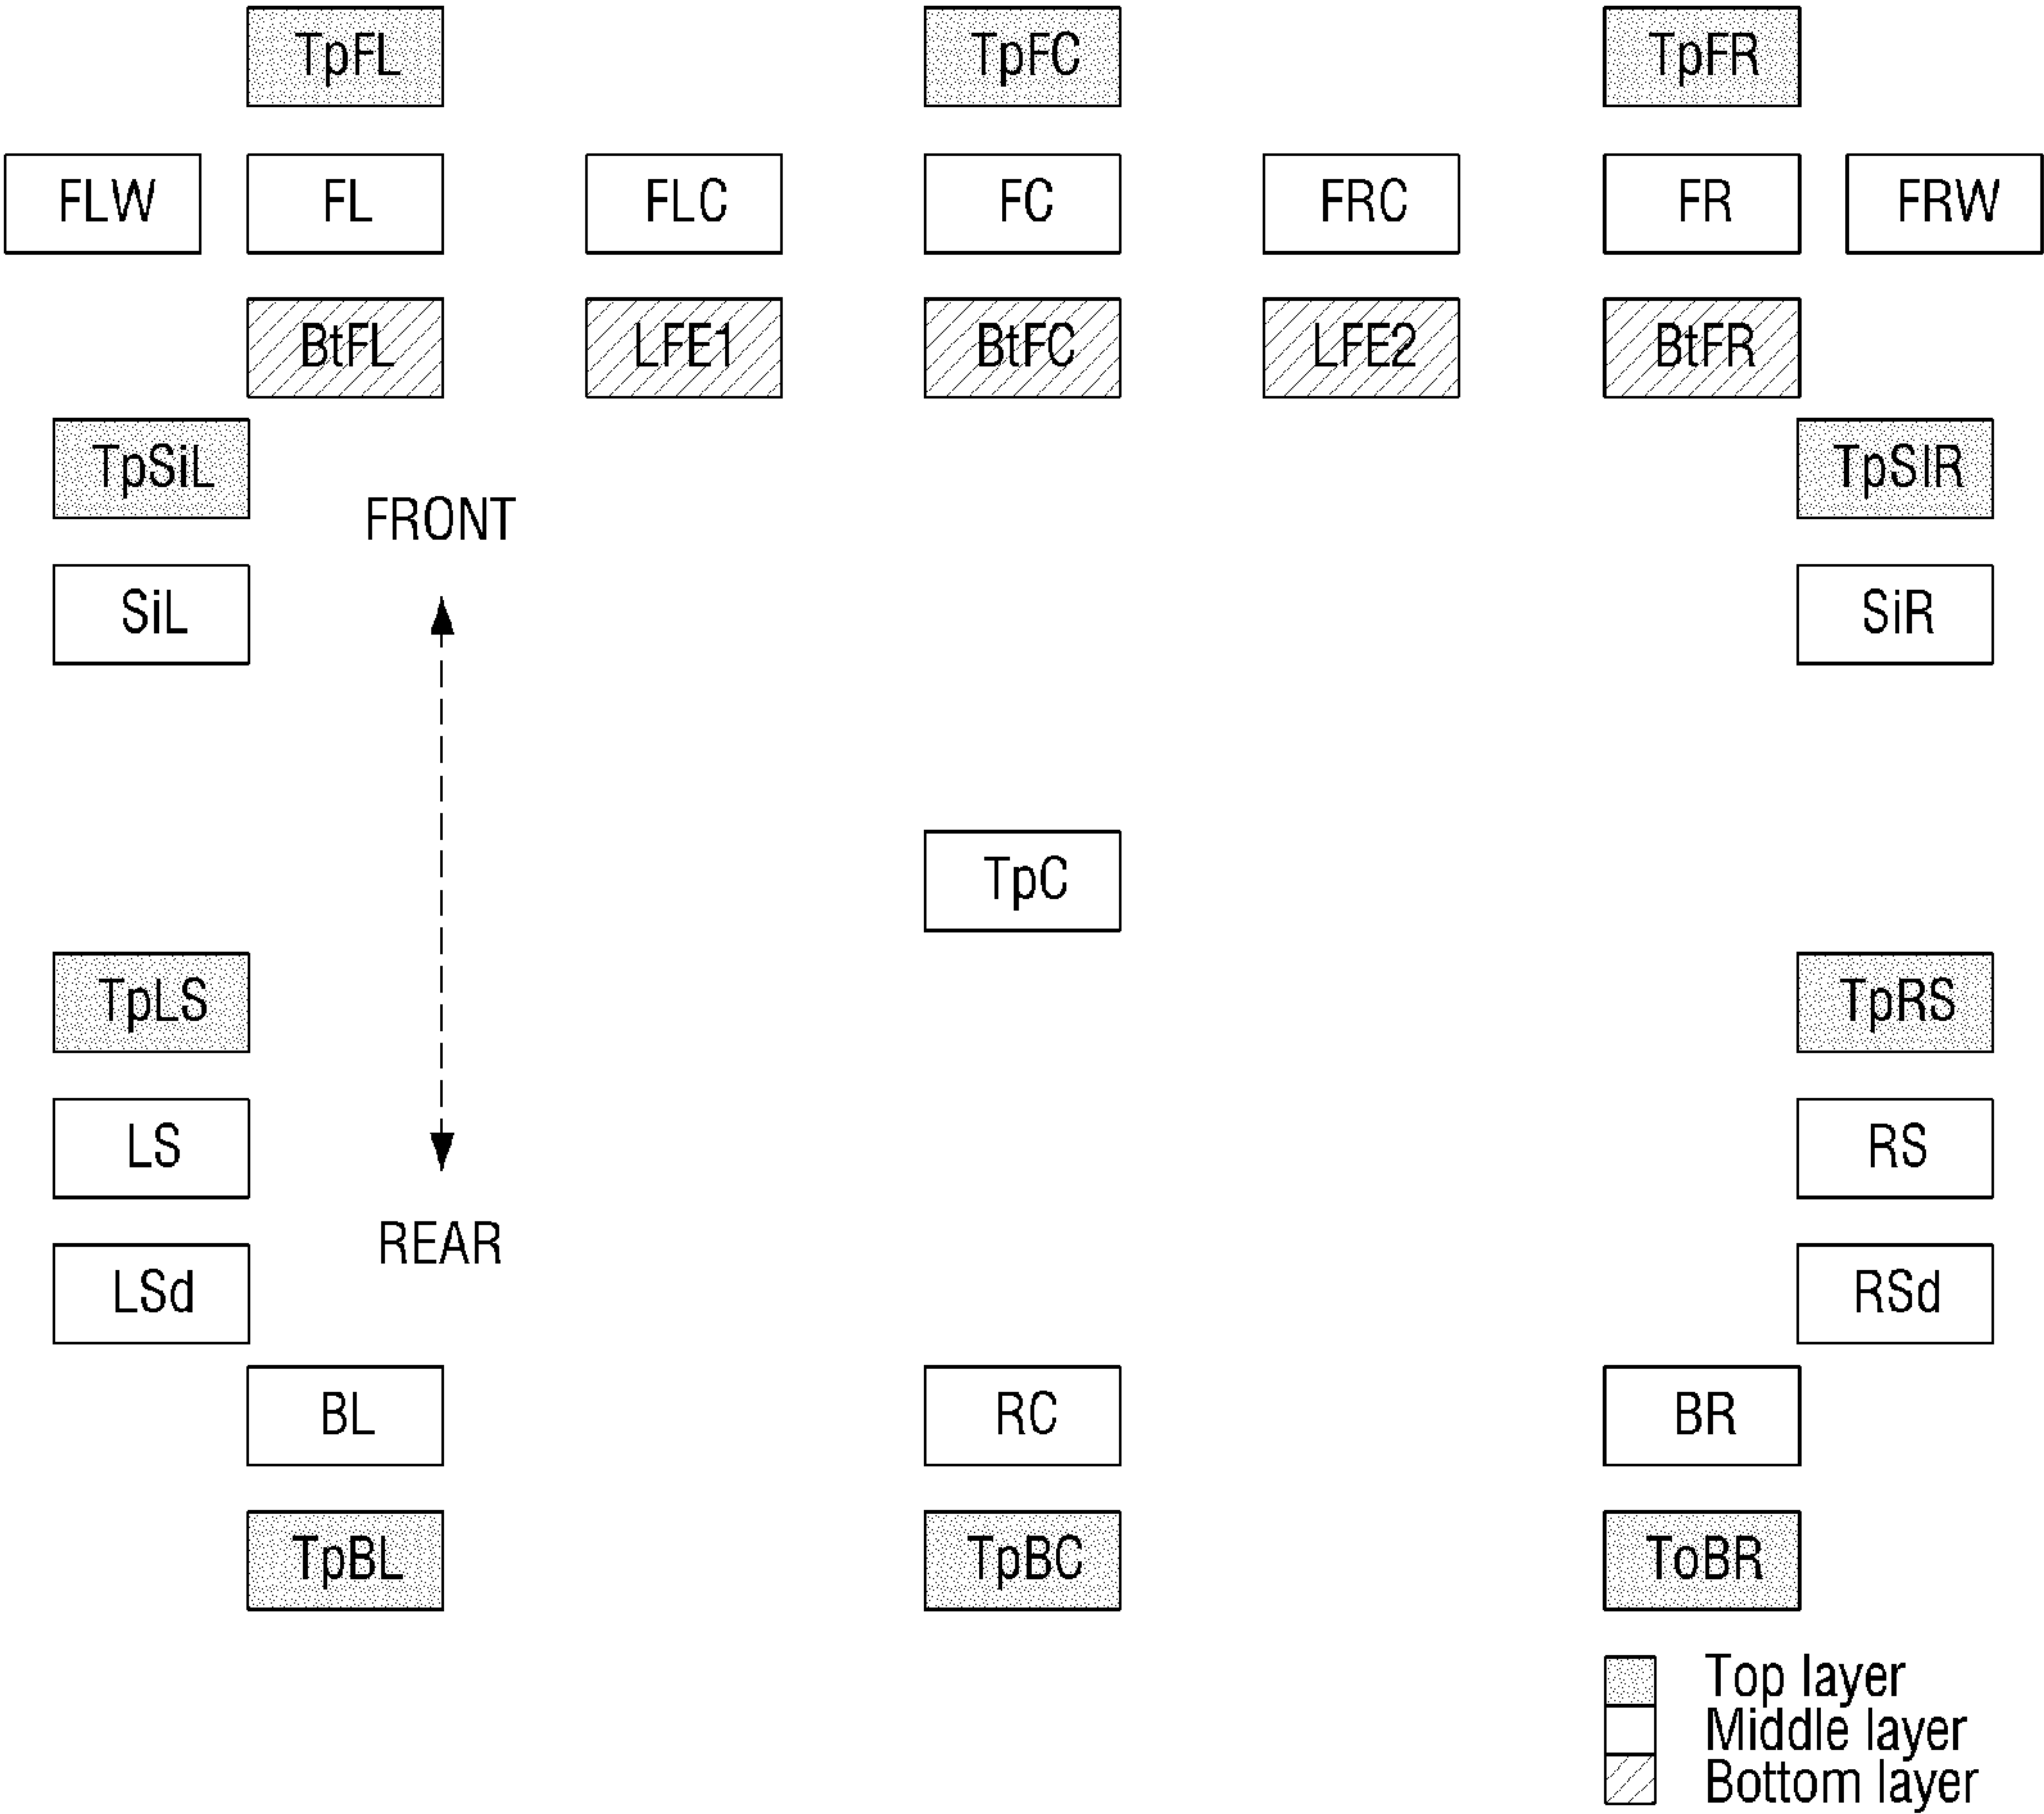 TpFL TpFC TpFR
FLW FL FLC FC FRC FR FRW
BtFL LFE1 BtFC LFE2 BtFR
TpSiL TpSIR
FRONT
SiL SiR
TpC
TpLS TpRS
LS RS
REAR
LSd RSd
BL RC BR
TpBL TpBC ToBR
Top layer
Middle layer
Bottom layer